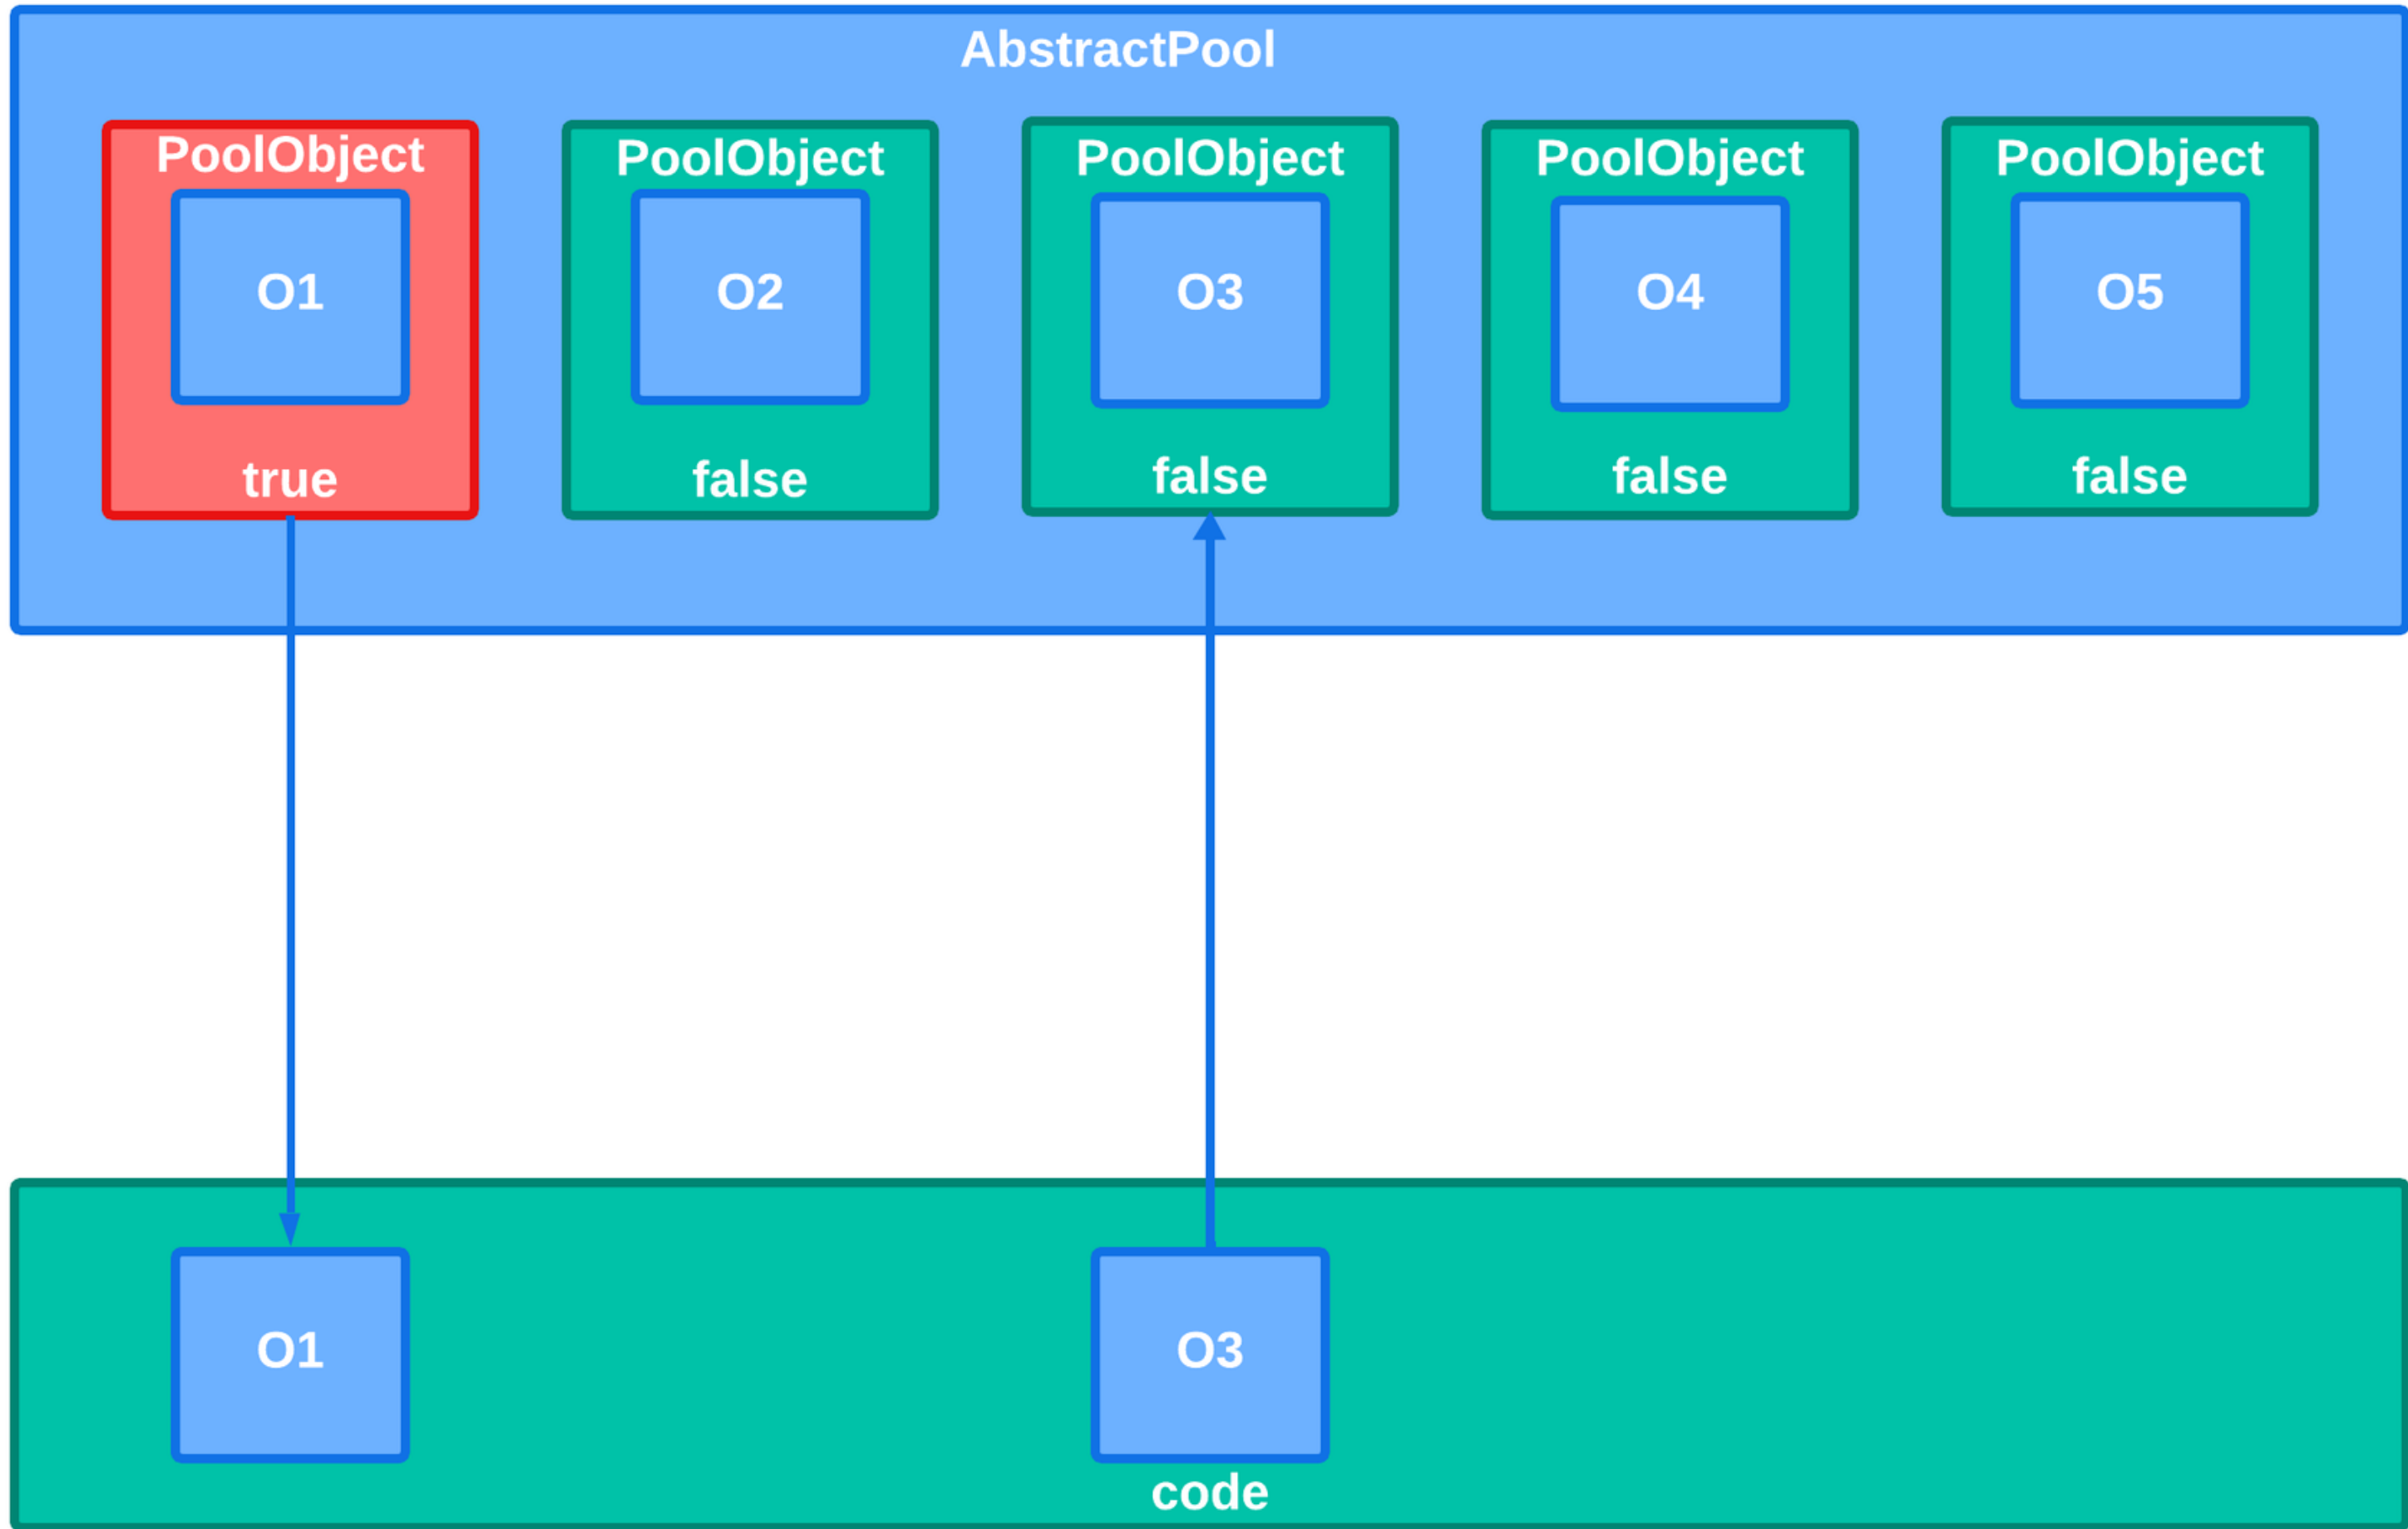 AbstractPool
PoolObject
O1
true
PoolObject
O2
false
PoolObject
O3
false
PoolObject
O4
false
PoolObject
O5
false
O1
O3
code